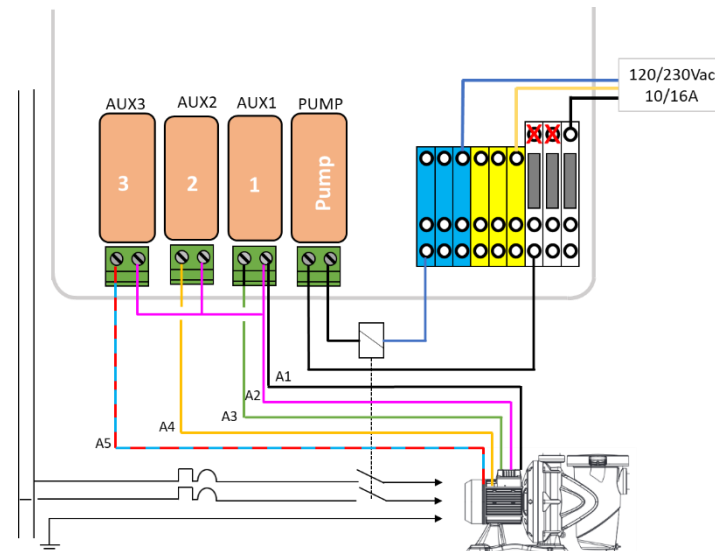 AUX3 AUX2 AUX1 PUMP
120/230Vac
10/16A
3 2 1 Pump
A1
A2
A3
A4
A5